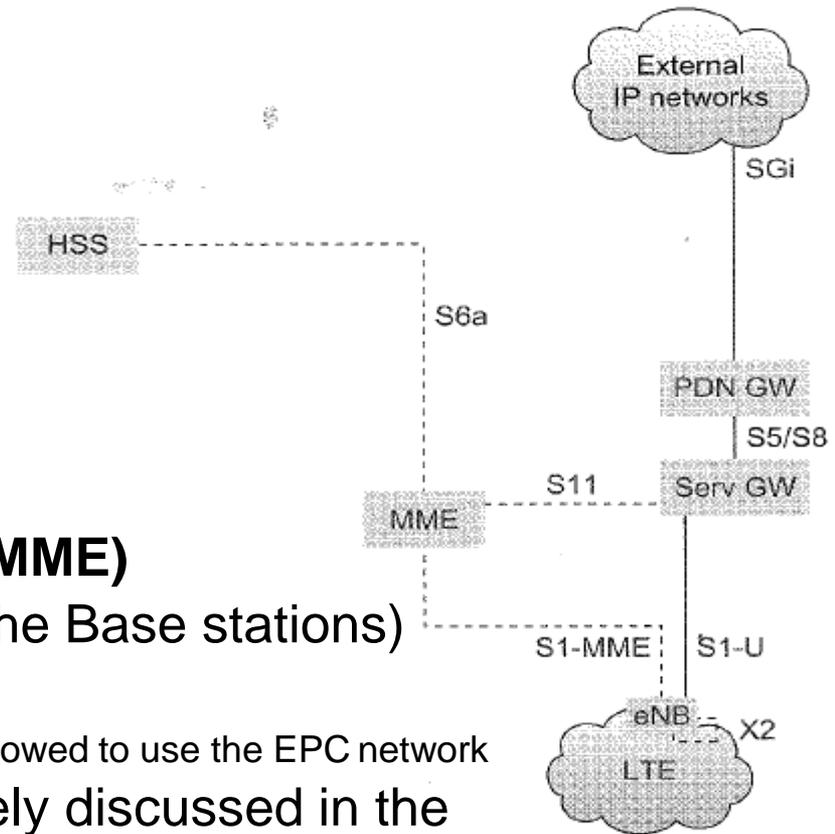 External
IP networks
SGi
HSS
S6a
PDN GW
S5/S8
S11
Serv GW
MME
MME)
he Base stations)
S1-MME
S1-U
eNB
X2
owed to use the EPC network
LTE
ely discussed in the